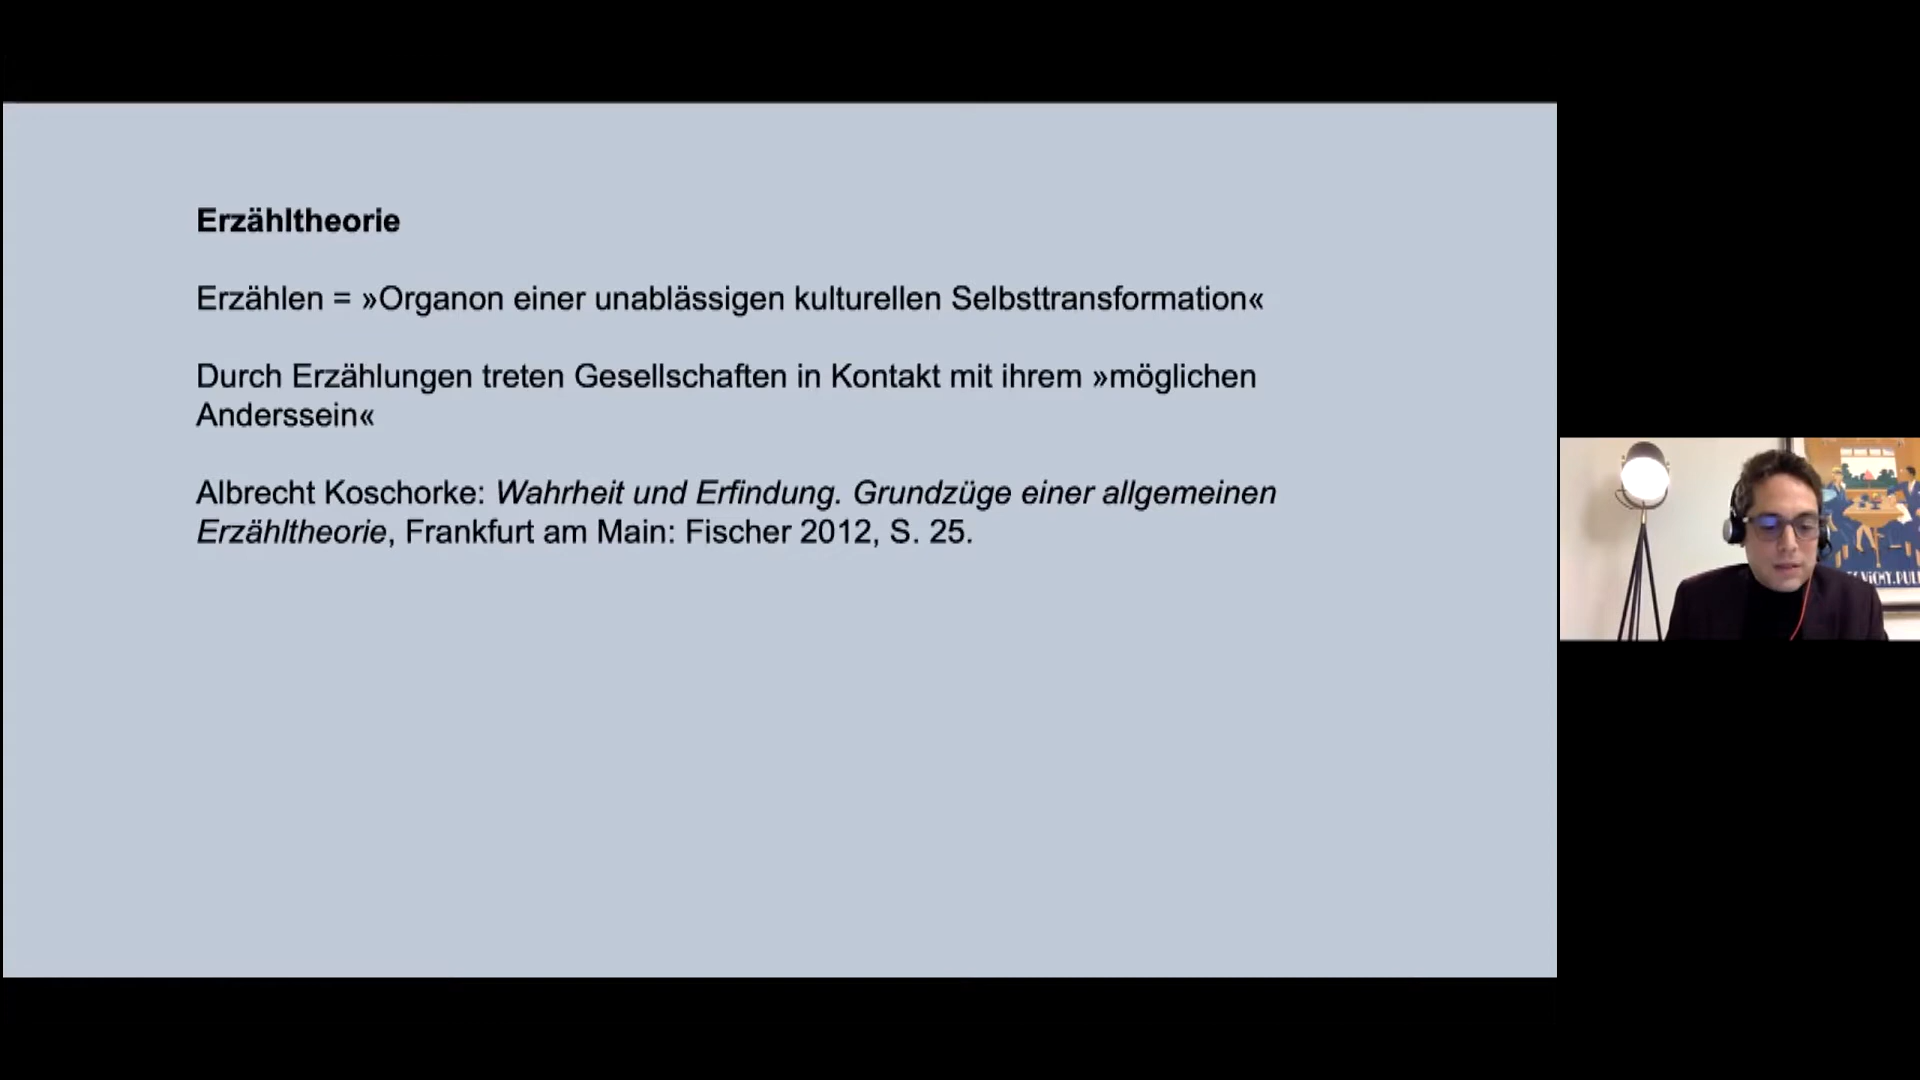 Erzähltheorie
Erzählen = »Organon einer unablässigen kulturellen Selbsttransformation«
Durch Erzählungen treten Gesellschaften in Kontakt mit ihrem »möglichen
Anderssein«
Albrecht Koschorke: Wahrheit und Erfindung. Grundzüge einer allgemeinen
Erzähltheorie, Frankfurt am Main: Fischer 2012, S. 25.